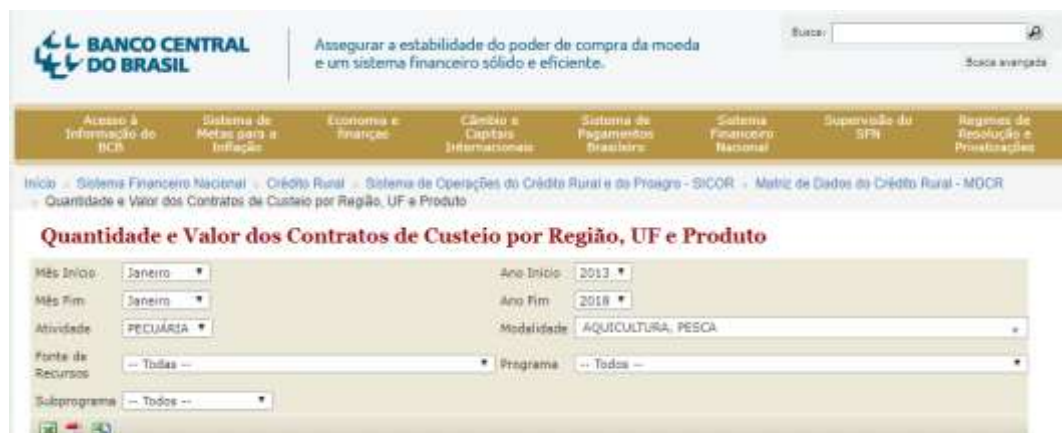 BANCO CENTRAL
DO BRASIL
Assegurar a estabilidade do poder de compra da moeda
e um sistema financeiro sólido e eficiente.
Busca:
Busca avançada
Acesso à Informação do BCB
Sistema de Metas para a Inflação
Economia e finanças
Câmbio e Capitais Internacionais
Sistema de Pagamentos Brasileiro
Sistema Financeiro Nacional
Supervisão do SFN
Regimes de Resolução e Privatizações
Início Sistema Financeiro Nacional Crédito Rural Sistema de Operações do Crédito Rural e do Proagro - SICOR Matriz de Dados do Crédito Rural - MDCR
Quantidade e Valor dos Contratos de Custeio por Região, UF e Produto
Quantidade e Valor dos Contratos de Custeio por Região, UF e Produto
Mês Início Janeiro Ano Início 2013
Mês Fim Janeiro Ano Fim 2018
Atividade PECUÁRIA Modalidade AQUICULTURA, PESCA
Fonte de Recursos -- Todas -- Programa -- Todos --
Subprograma -- Todos --